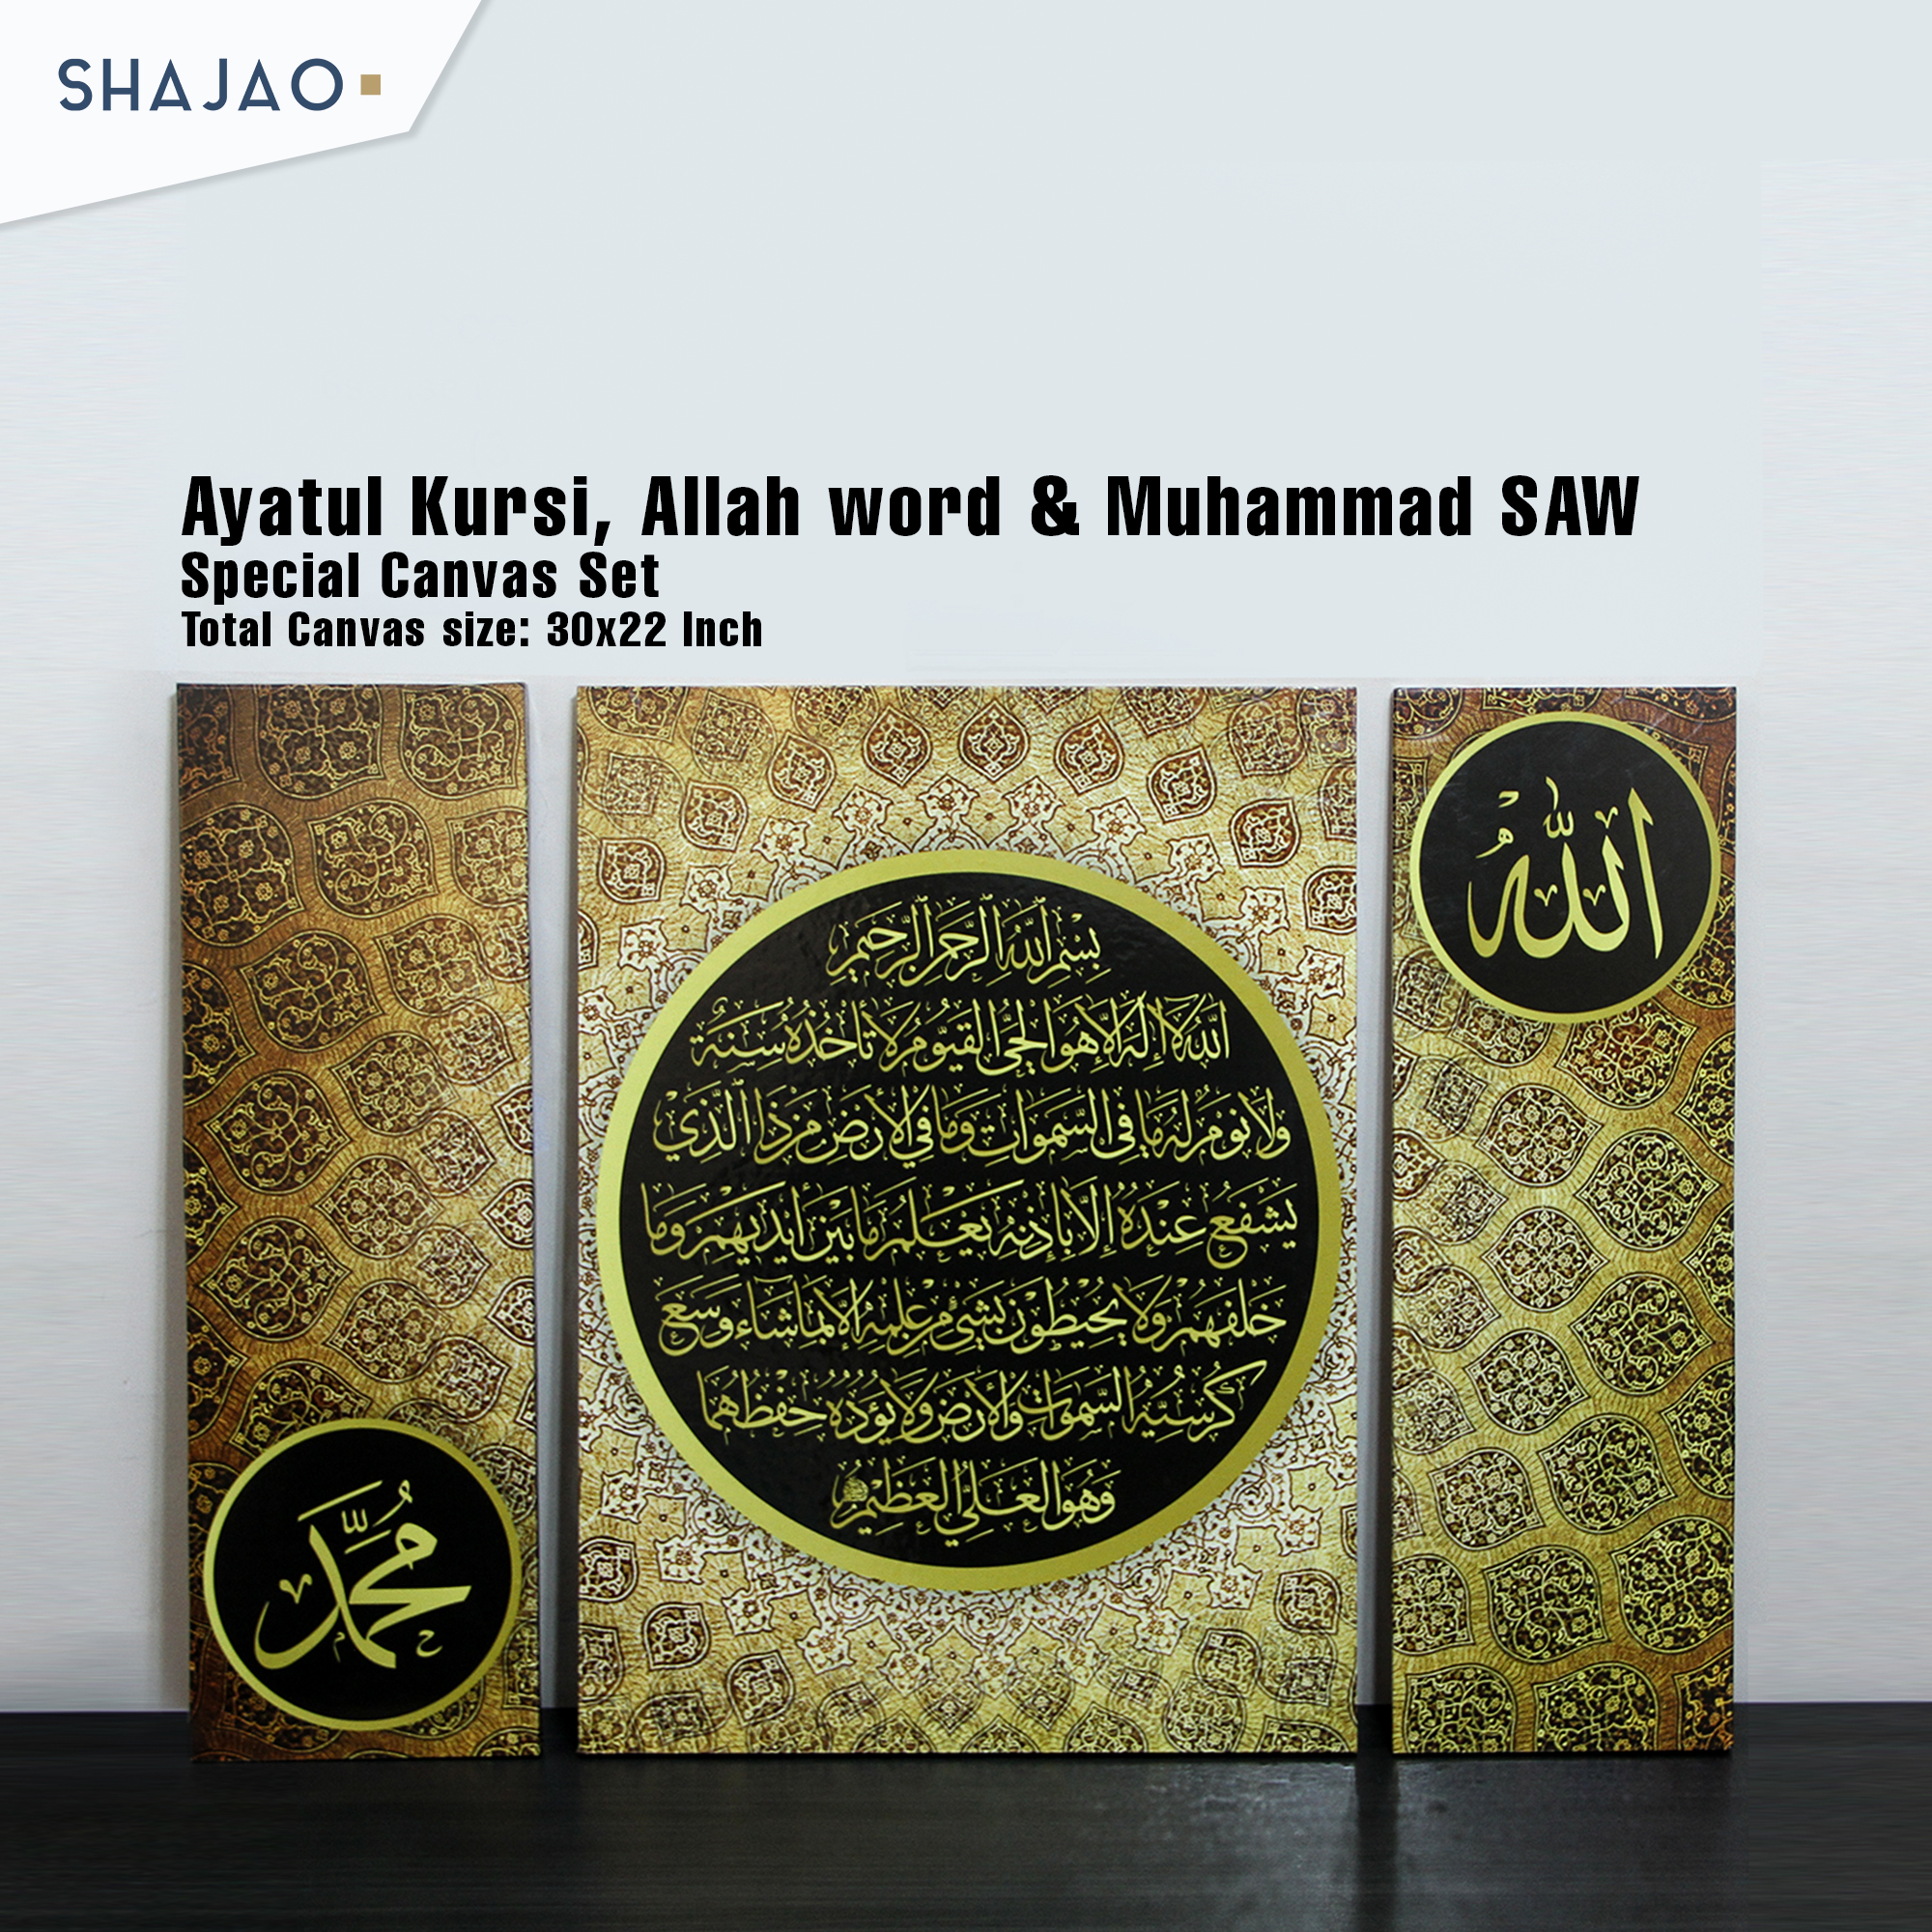 SHAJAO
Ayatul Kursi, Allah word & Muhammad SAW
Special Canvas Set
Total Canvas size: 30x22 Inch
محمد
بسم الله الرحمن الرحيم
الله لا إله إلا هو الحي القيوم لا تأخذه سنة
ولا نوم له ما في السموات وما في الأرض من ذا الذي
يشفع عنده إلا بإذنه يعلم ما بين أيديهم وما
خلفهم ولا يحيطون بشيء من علمه إلا بما شاء وسع
كرسيه السموات والأرض ولا يؤده حفظهما
وهو العلي العظيم
الله